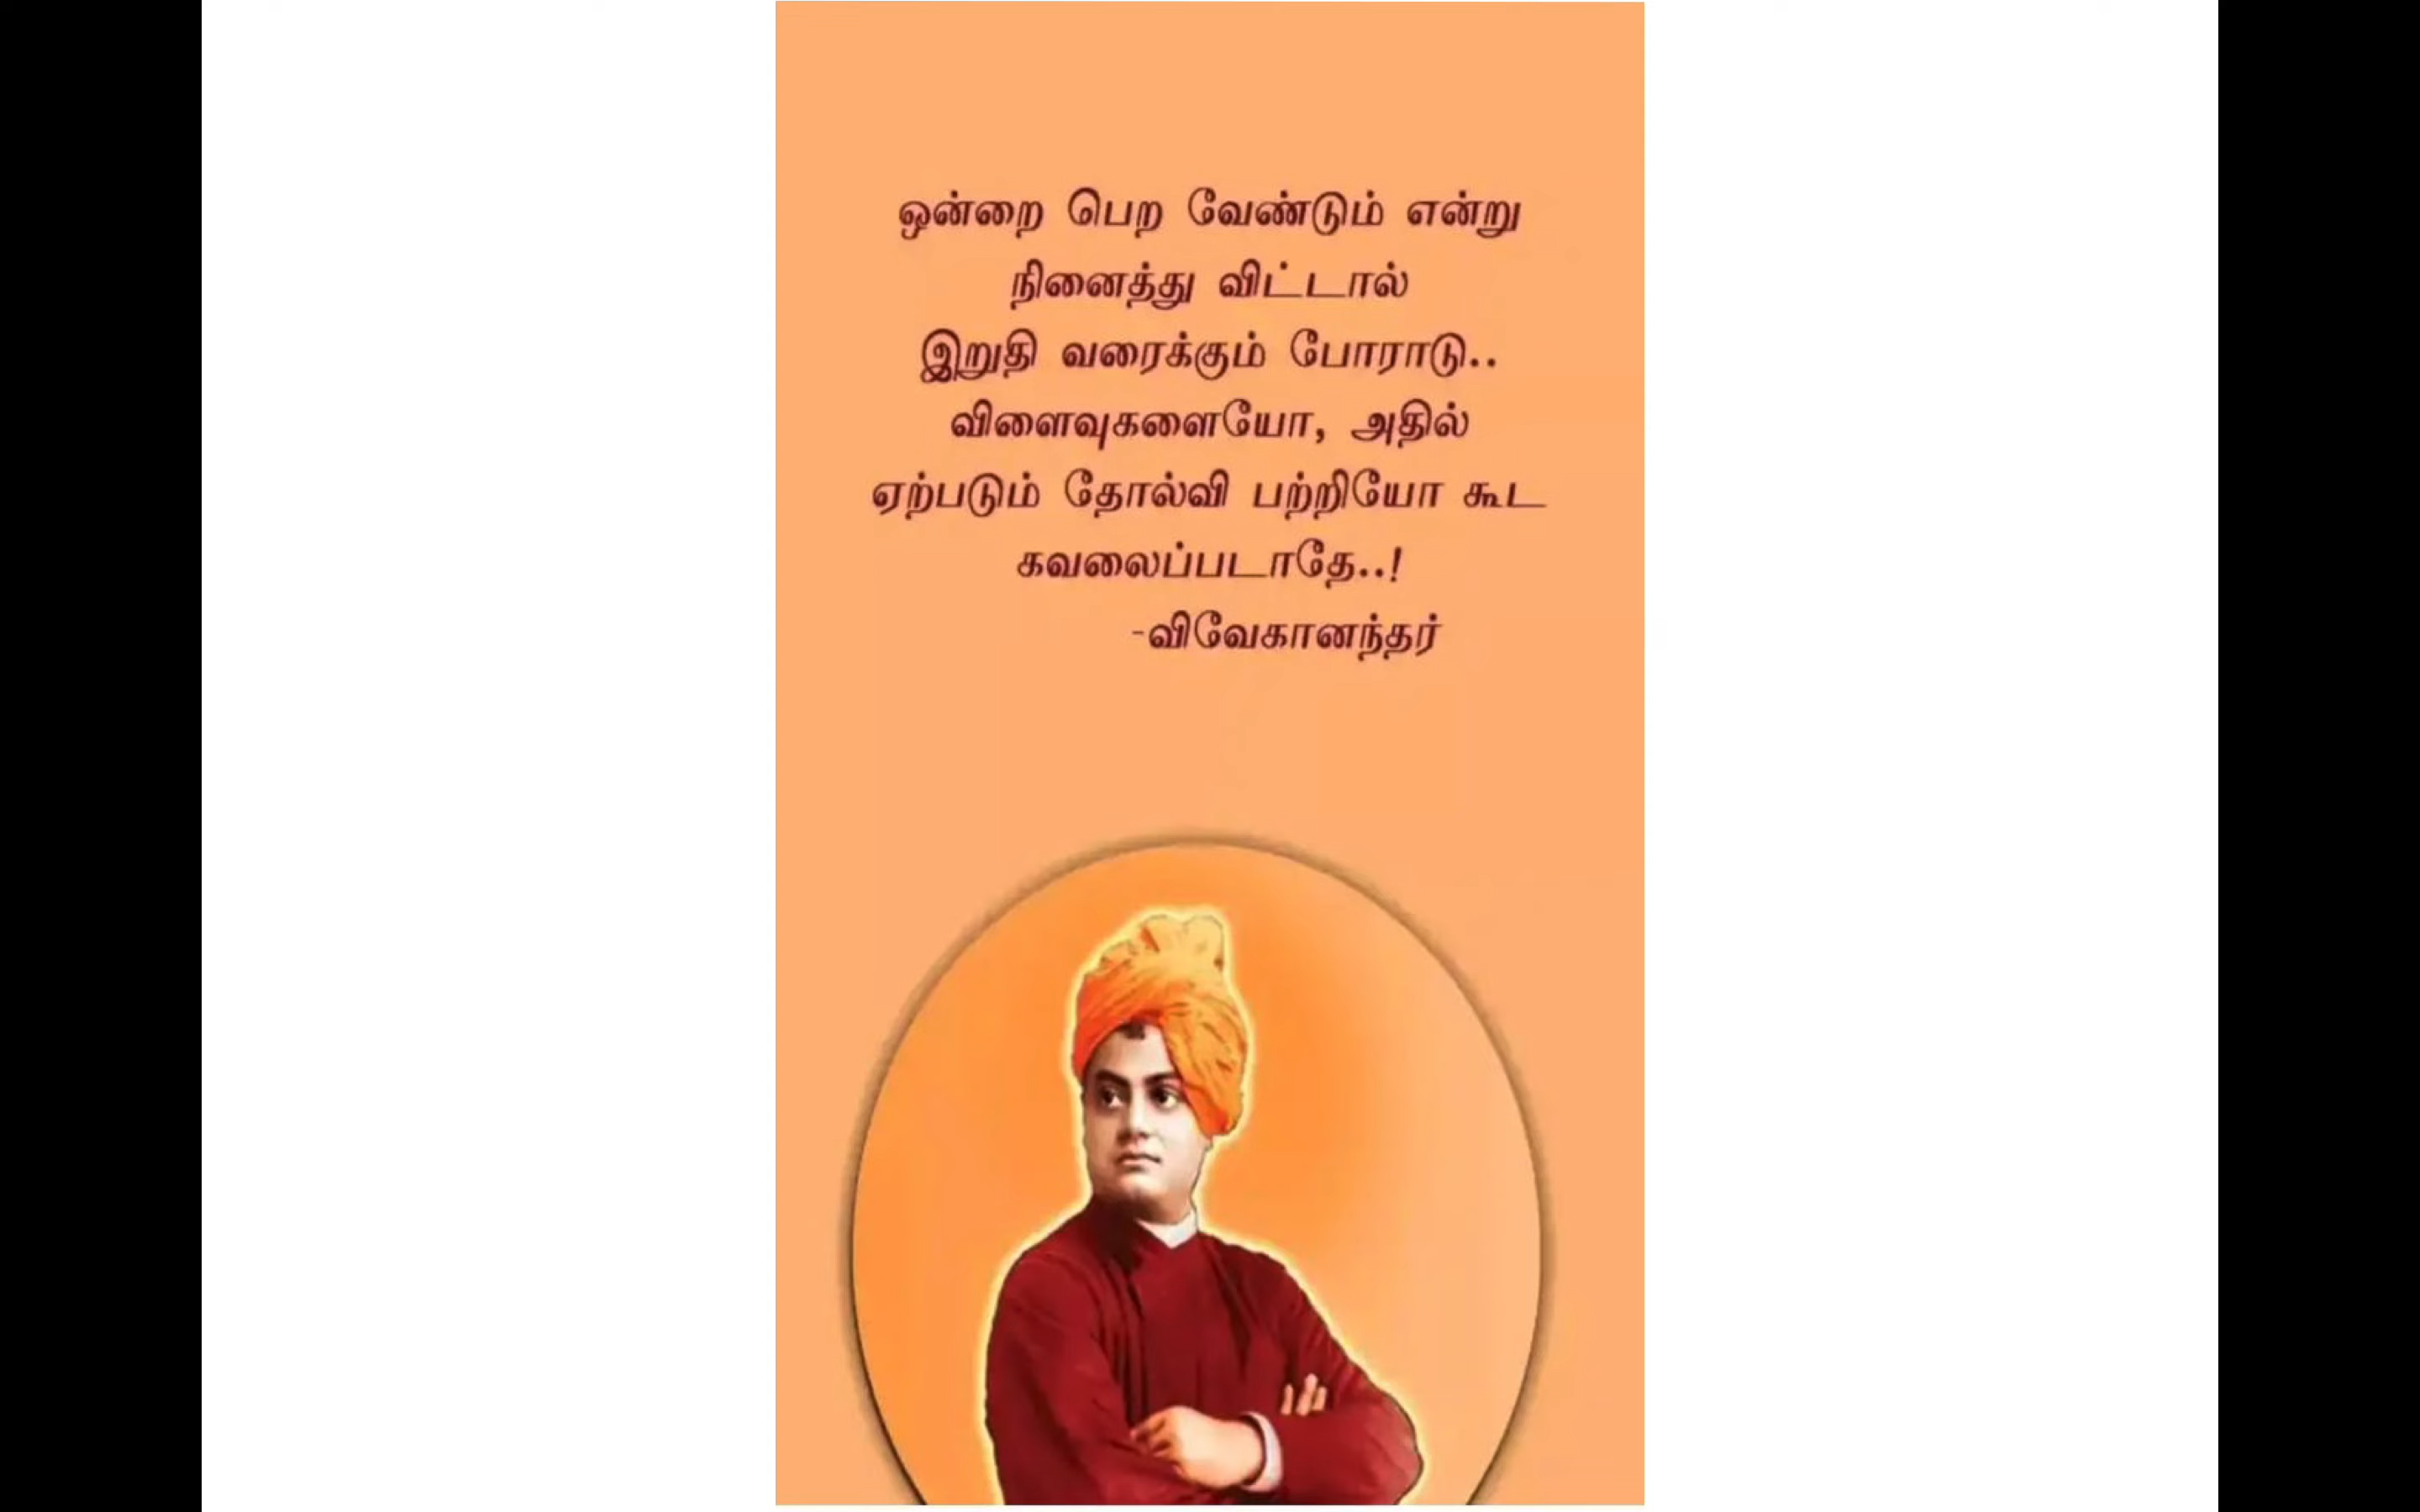 ஒன்றை பெற வேண்டும் என்று
நினைத்து விட்டால்
இறுதி வரைக்கும் போராடு..
விளைவுகளையோ, அதில்
ஏற்படும் தோல்வி பற்றியோ கூட
கவலைப்படாதே..!
-விவேகானந்தர்